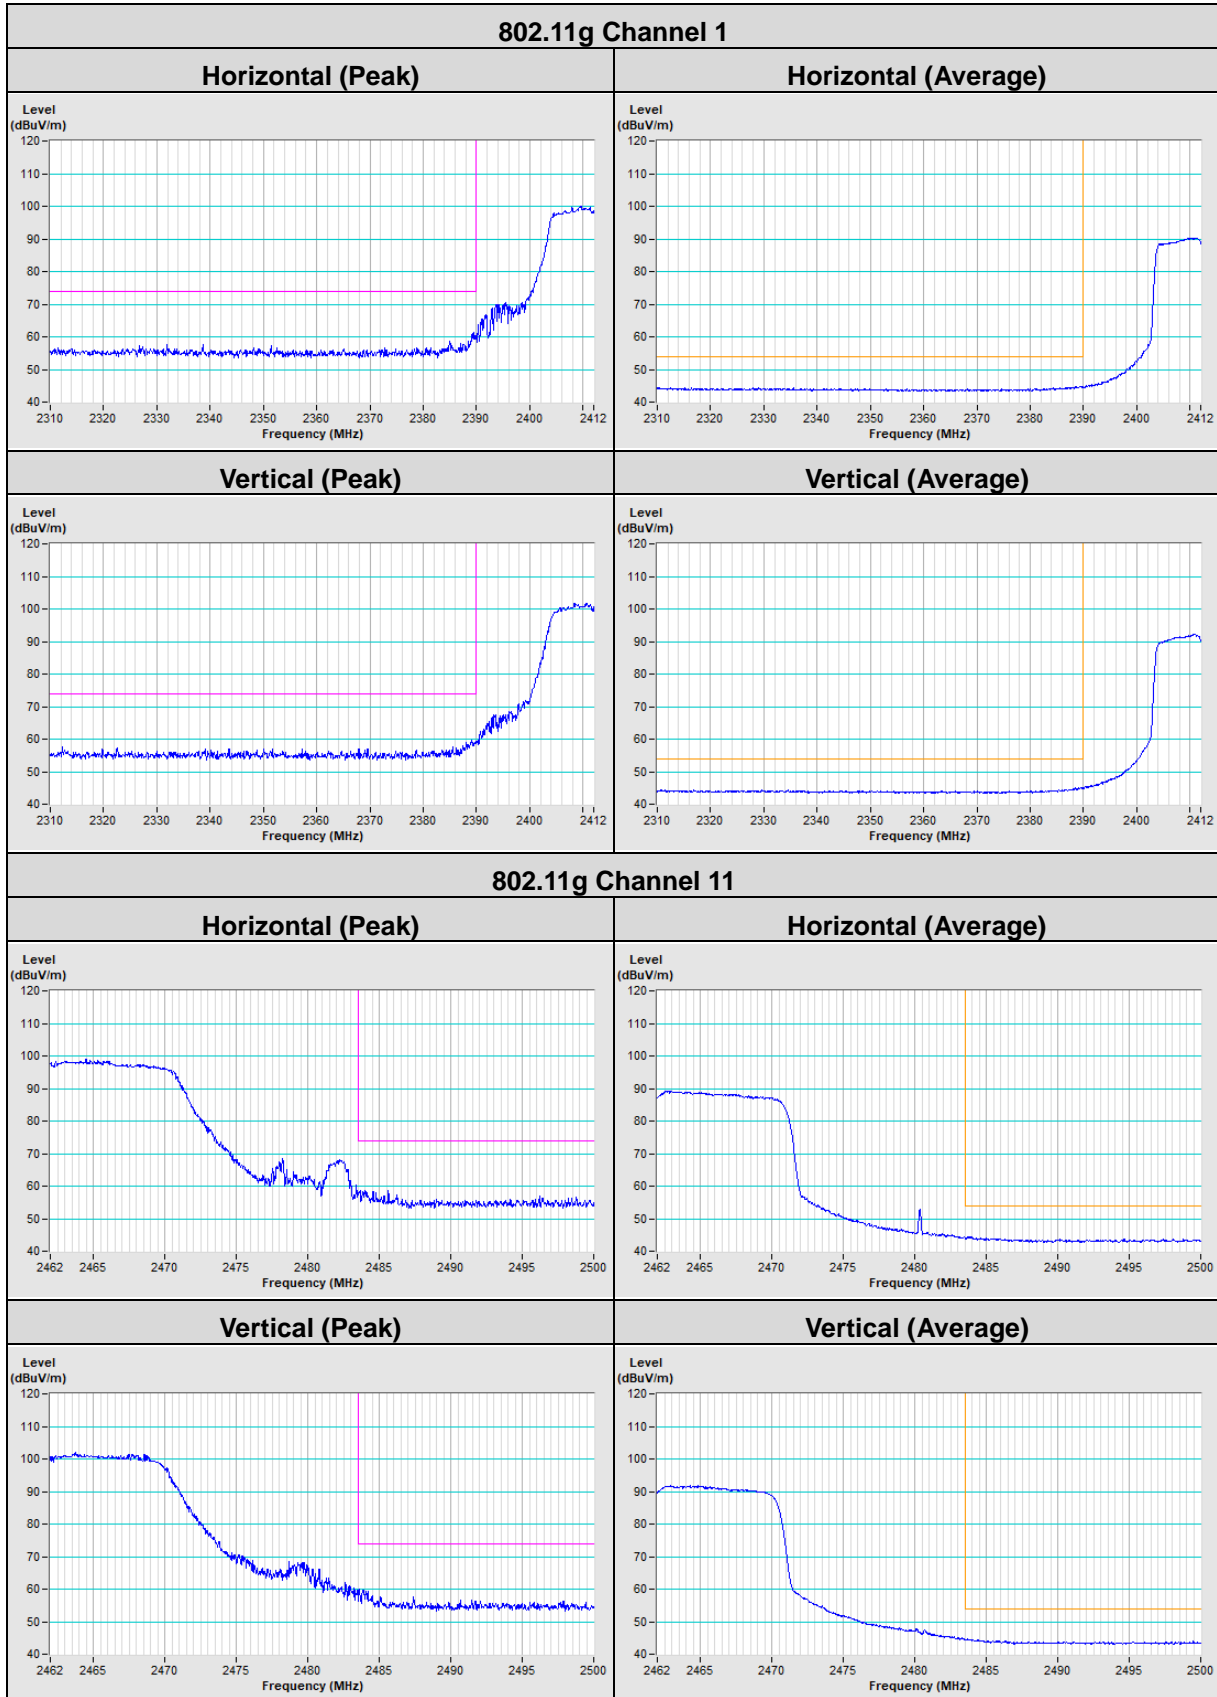 802.11g Channel 1
Horizontal (Peak)
Horizontal (Average)
Level
(dBuV/m)
120
110
100
90
80
70
60
50
40
2310 2320 2330 2340 2350 2360 2370 2380 2390 2400 2412
Frequency (MHz)
Level
(dBuV/m)
120
110
100
90
80
70
60
50
40
2310 2320 2330 2340 2350 2360 2370 2380 2390 2400 2412
Frequency (MHz)
Vertical (Peak)
Vertical (Average)
Level
(dBuV/m)
120
110
100
90
80
70
60
50
40
2310 2320 2330 2340 2350 2360 2370 2380 2390 2400 2412
Frequency (MHz)
Level
(dBuV/m)
120
110
100
90
80
70
60
50
40
2310 2320 2330 2340 2350 2360 2370 2380 2390 2400 2412
Frequency (MHz)
802.11g Channel 11
Horizontal (Peak)
Horizontal (Average)
Level
(dBuV/m)
120
110
100
90
80
70
60
50
40
2462 2465 2470 2475 2480 2485 2490 2495 2500
Frequency (MHz)
Level
(dBuV/m)
120
110
100
90
80
70
60
50
40
2462 2465 2470 2475 2480 2485 2490 2495 2500
Frequency (MHz)
Vertical (Peak)
Vertical (Average)
Level
(dBuV/m)
120
110
100
90
80
70
60
50
40
2462 2465 2470 2475 2480 2485 2490 2495 2500
Frequency (MHz)
Level
(dBuV/m)
120
110
100
90
80
70
60
50
40
2462 2465 2470 2475 2480 2485 2490 2495 2500
Frequency (MHz)